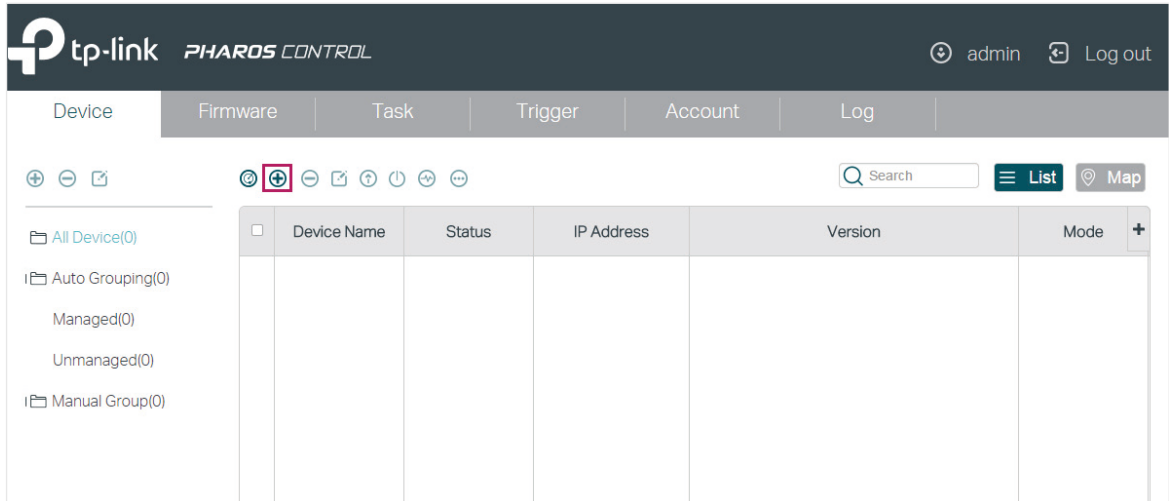 tp-link PHAROS CONTROL admin Log out
Device Firmware Task Trigger Account Log
Search List Map
All Device(0)
Auto Grouping(0)
Managed(0)
Unmanaged(0)
Manual Group(0)
Device Name Status IP Address Version Mode +